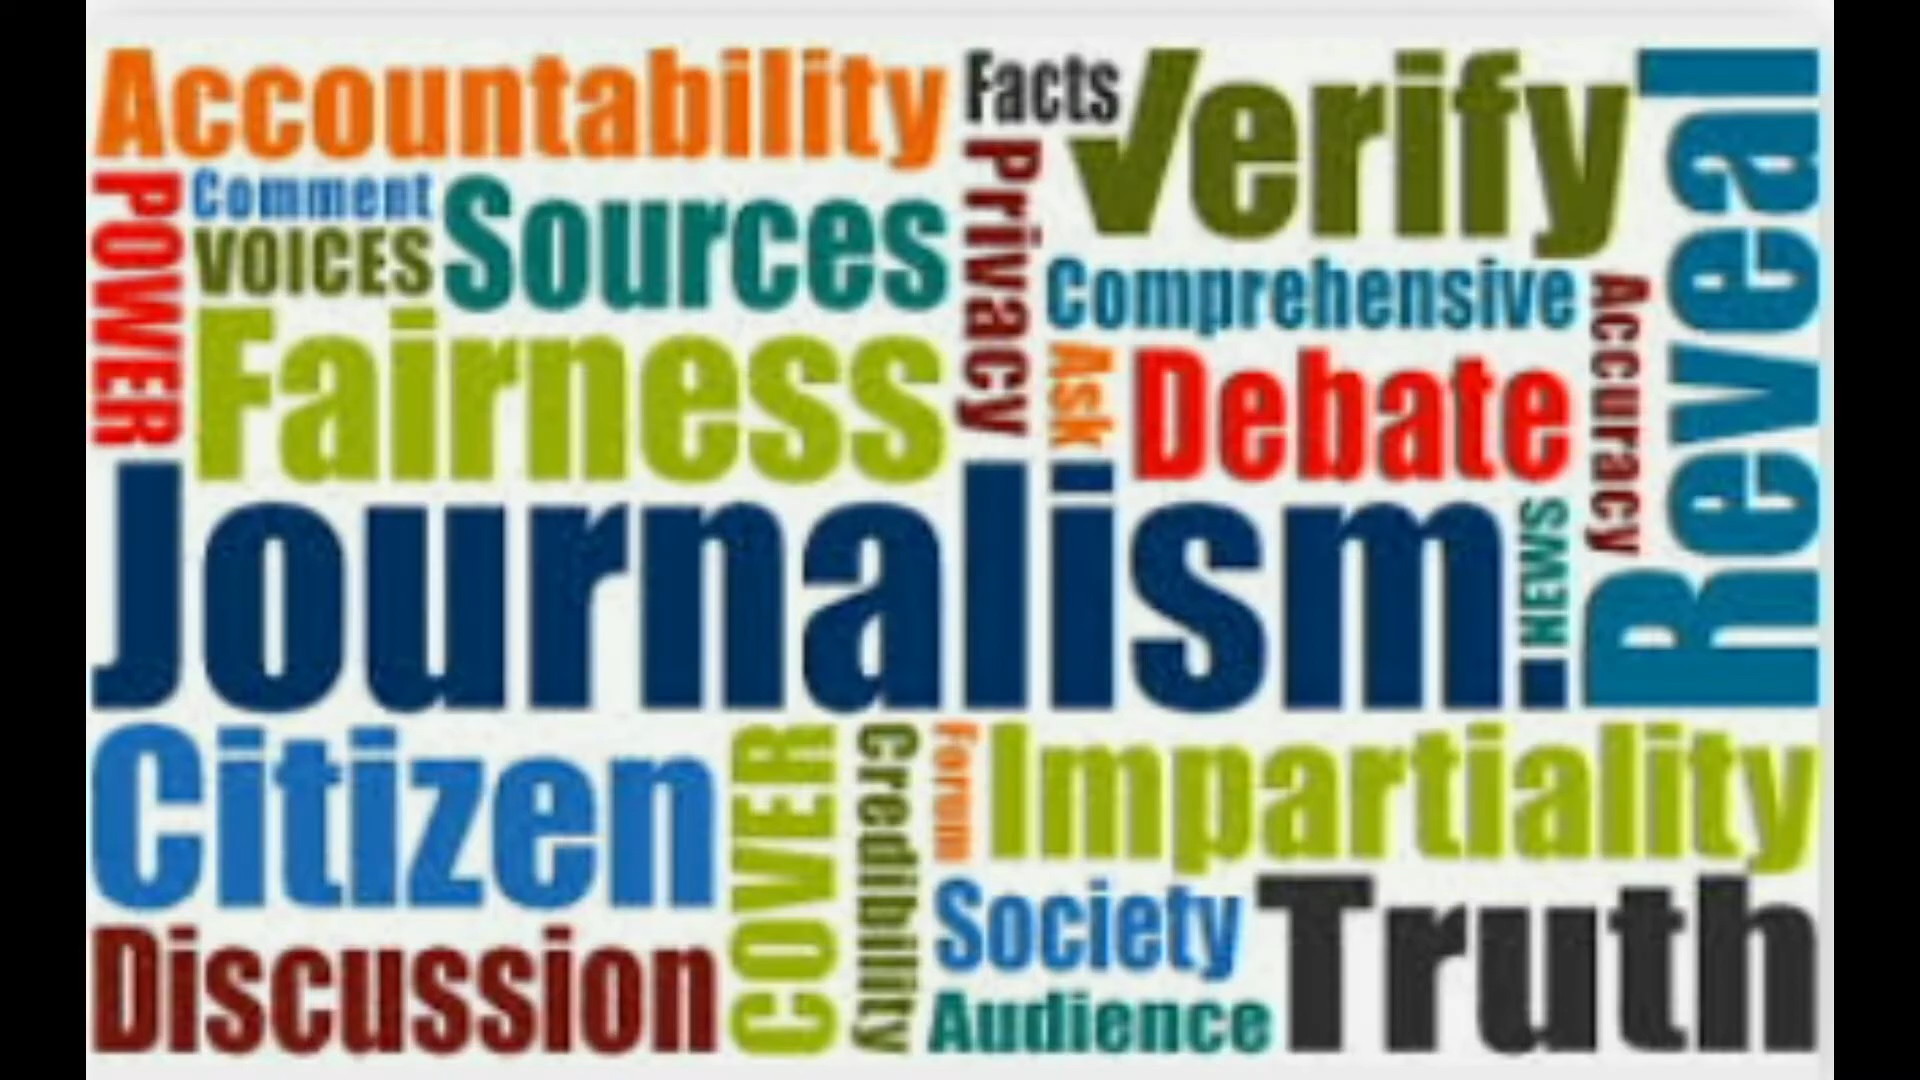 Accountability
Facts
Verify
Reveal
POWER
Comment
VOICES
Sources
Privacy
Comprehensive
Accuracy
Fairness
Ask
Debate
Journalism.
NEWS
Citizen
COVER
Credibility
Forum
Impartiality
Discussion
Society
Audience
Truth